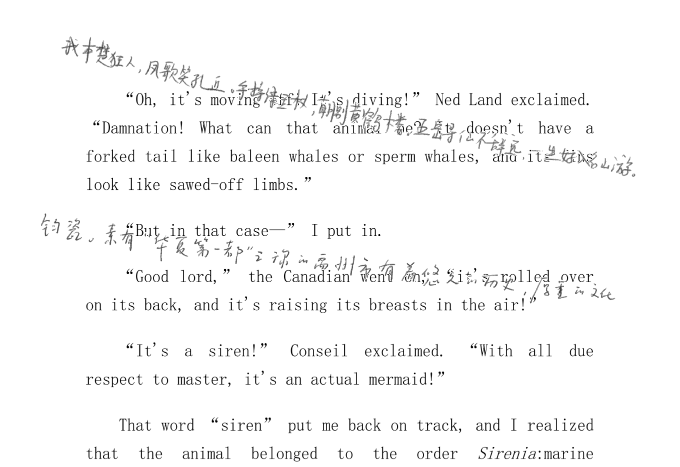 我本楚狂人，凤歌笑孔丘。手持绿玉杖，朝别黄鹤楼。五岳寻仙不辞远，一生好入名山游。
“Oh, it's moving off! It's diving!” Ned Land exclaimed.
“Damnation! What can that animal be? It doesn't have a
forked tail like baleen whales or sperm whales, and its fins
look like sawed-off limbs.”
钧瓷。素有“华夏第一都”之称的禹州市有着悠久的历史，厚重的文化
“But in that case—” I put in.
“Good lord,” the Canadian went on, “it's rolled over
on its back, and it's raising its breasts in the air!”
“It's a siren!” Conseil exclaimed. “With all due
respect to master, it's an actual mermaid!”
That word “siren” put me back on track, and I realized
that the animal belonged to the order Sirenia:marine